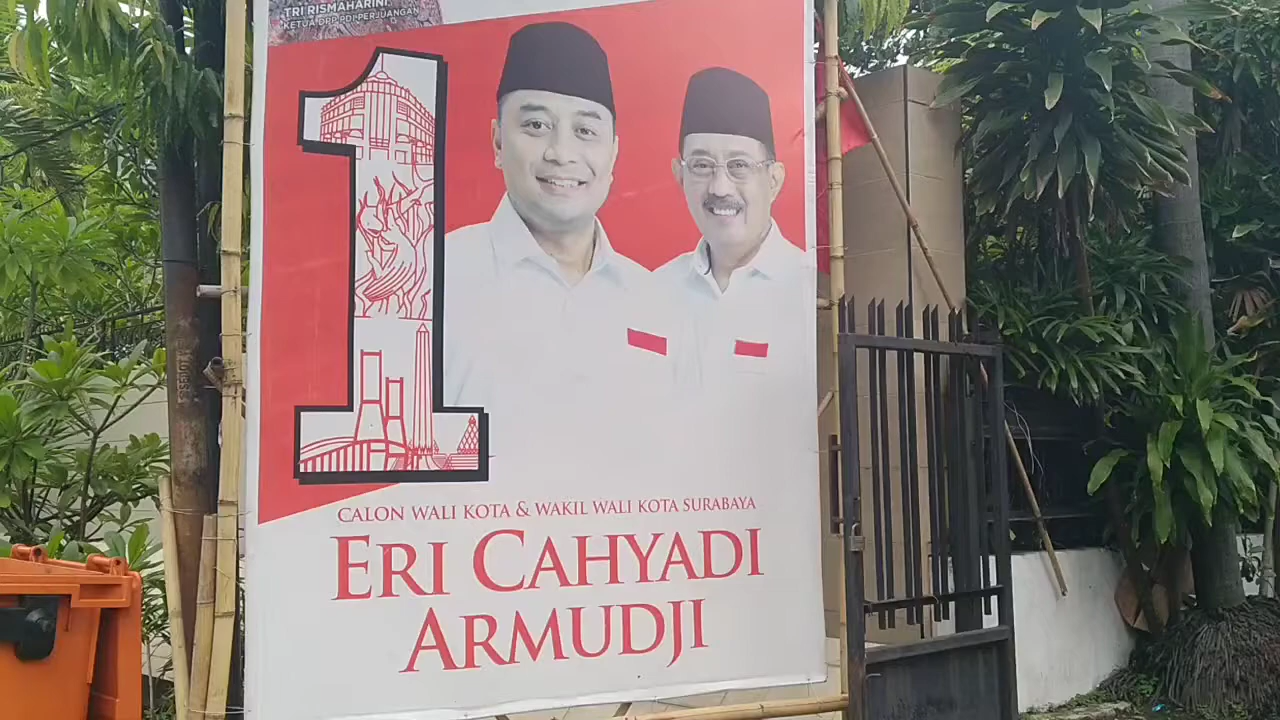 TRI RISMAHARINI
KETUA DPP PDI PERJUANGAN
1
CALON WALI KOTA & WAKIL WALI KOTA SURABAYA
ERI CAHYADI
ARMUDJI